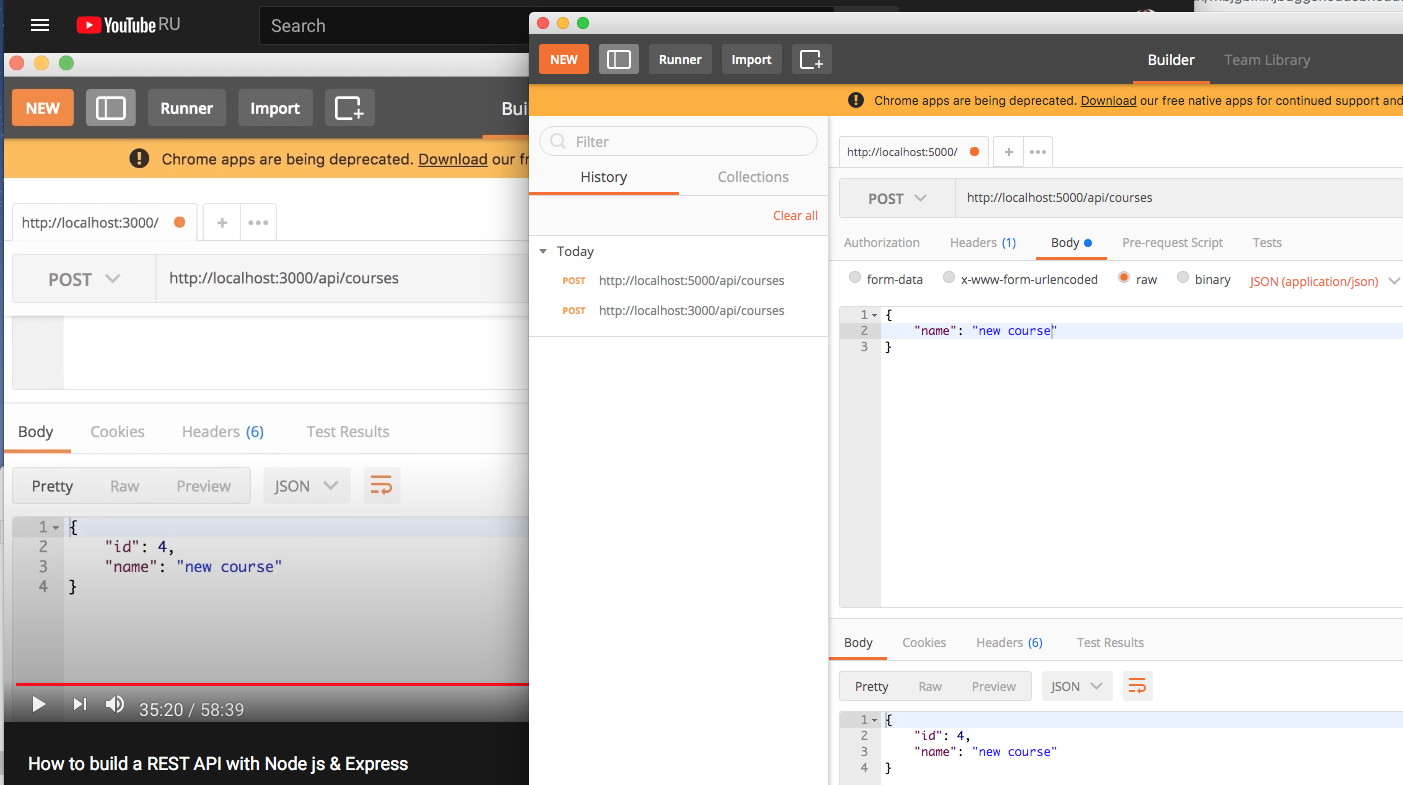 YouTube RU
Search
NEW
Runner
Import
Bui
Chrome apps are being deprecated. Download our fr
http://localhost:3000/
+
•••
POST
http://localhost:3000/api/courses
Body
Cookies
Headers (6)
Test Results
Pretty
Raw
Preview
JSON
1 {
2 "id": 4,
3 "name": "new course"
4 }
35:20 / 58:39
How to build a REST API with Node js & Express
NEW
Runner
Import
Builder
Team Library
Chrome apps are being deprecated. Download our free native apps for continued support and
Filter
History
Collections
Clear all
Today
POST http://localhost:5000/api/courses
POST http://localhost:3000/api/courses
http://localhost:5000/
+
•••
POST
http://localhost:5000/api/courses
Authorization
Headers (1)
Body
Pre-request Script
Tests
form-data
x-www-form-urlencoded
raw
binary
JSON (application/json)
1 {
2 "name": "new course"
3 }
Body
Cookies
Headers (6)
Test Results
Pretty
Raw
Preview
JSON
1 {
2 "id": 4,
3 "name": "new course"
4 }